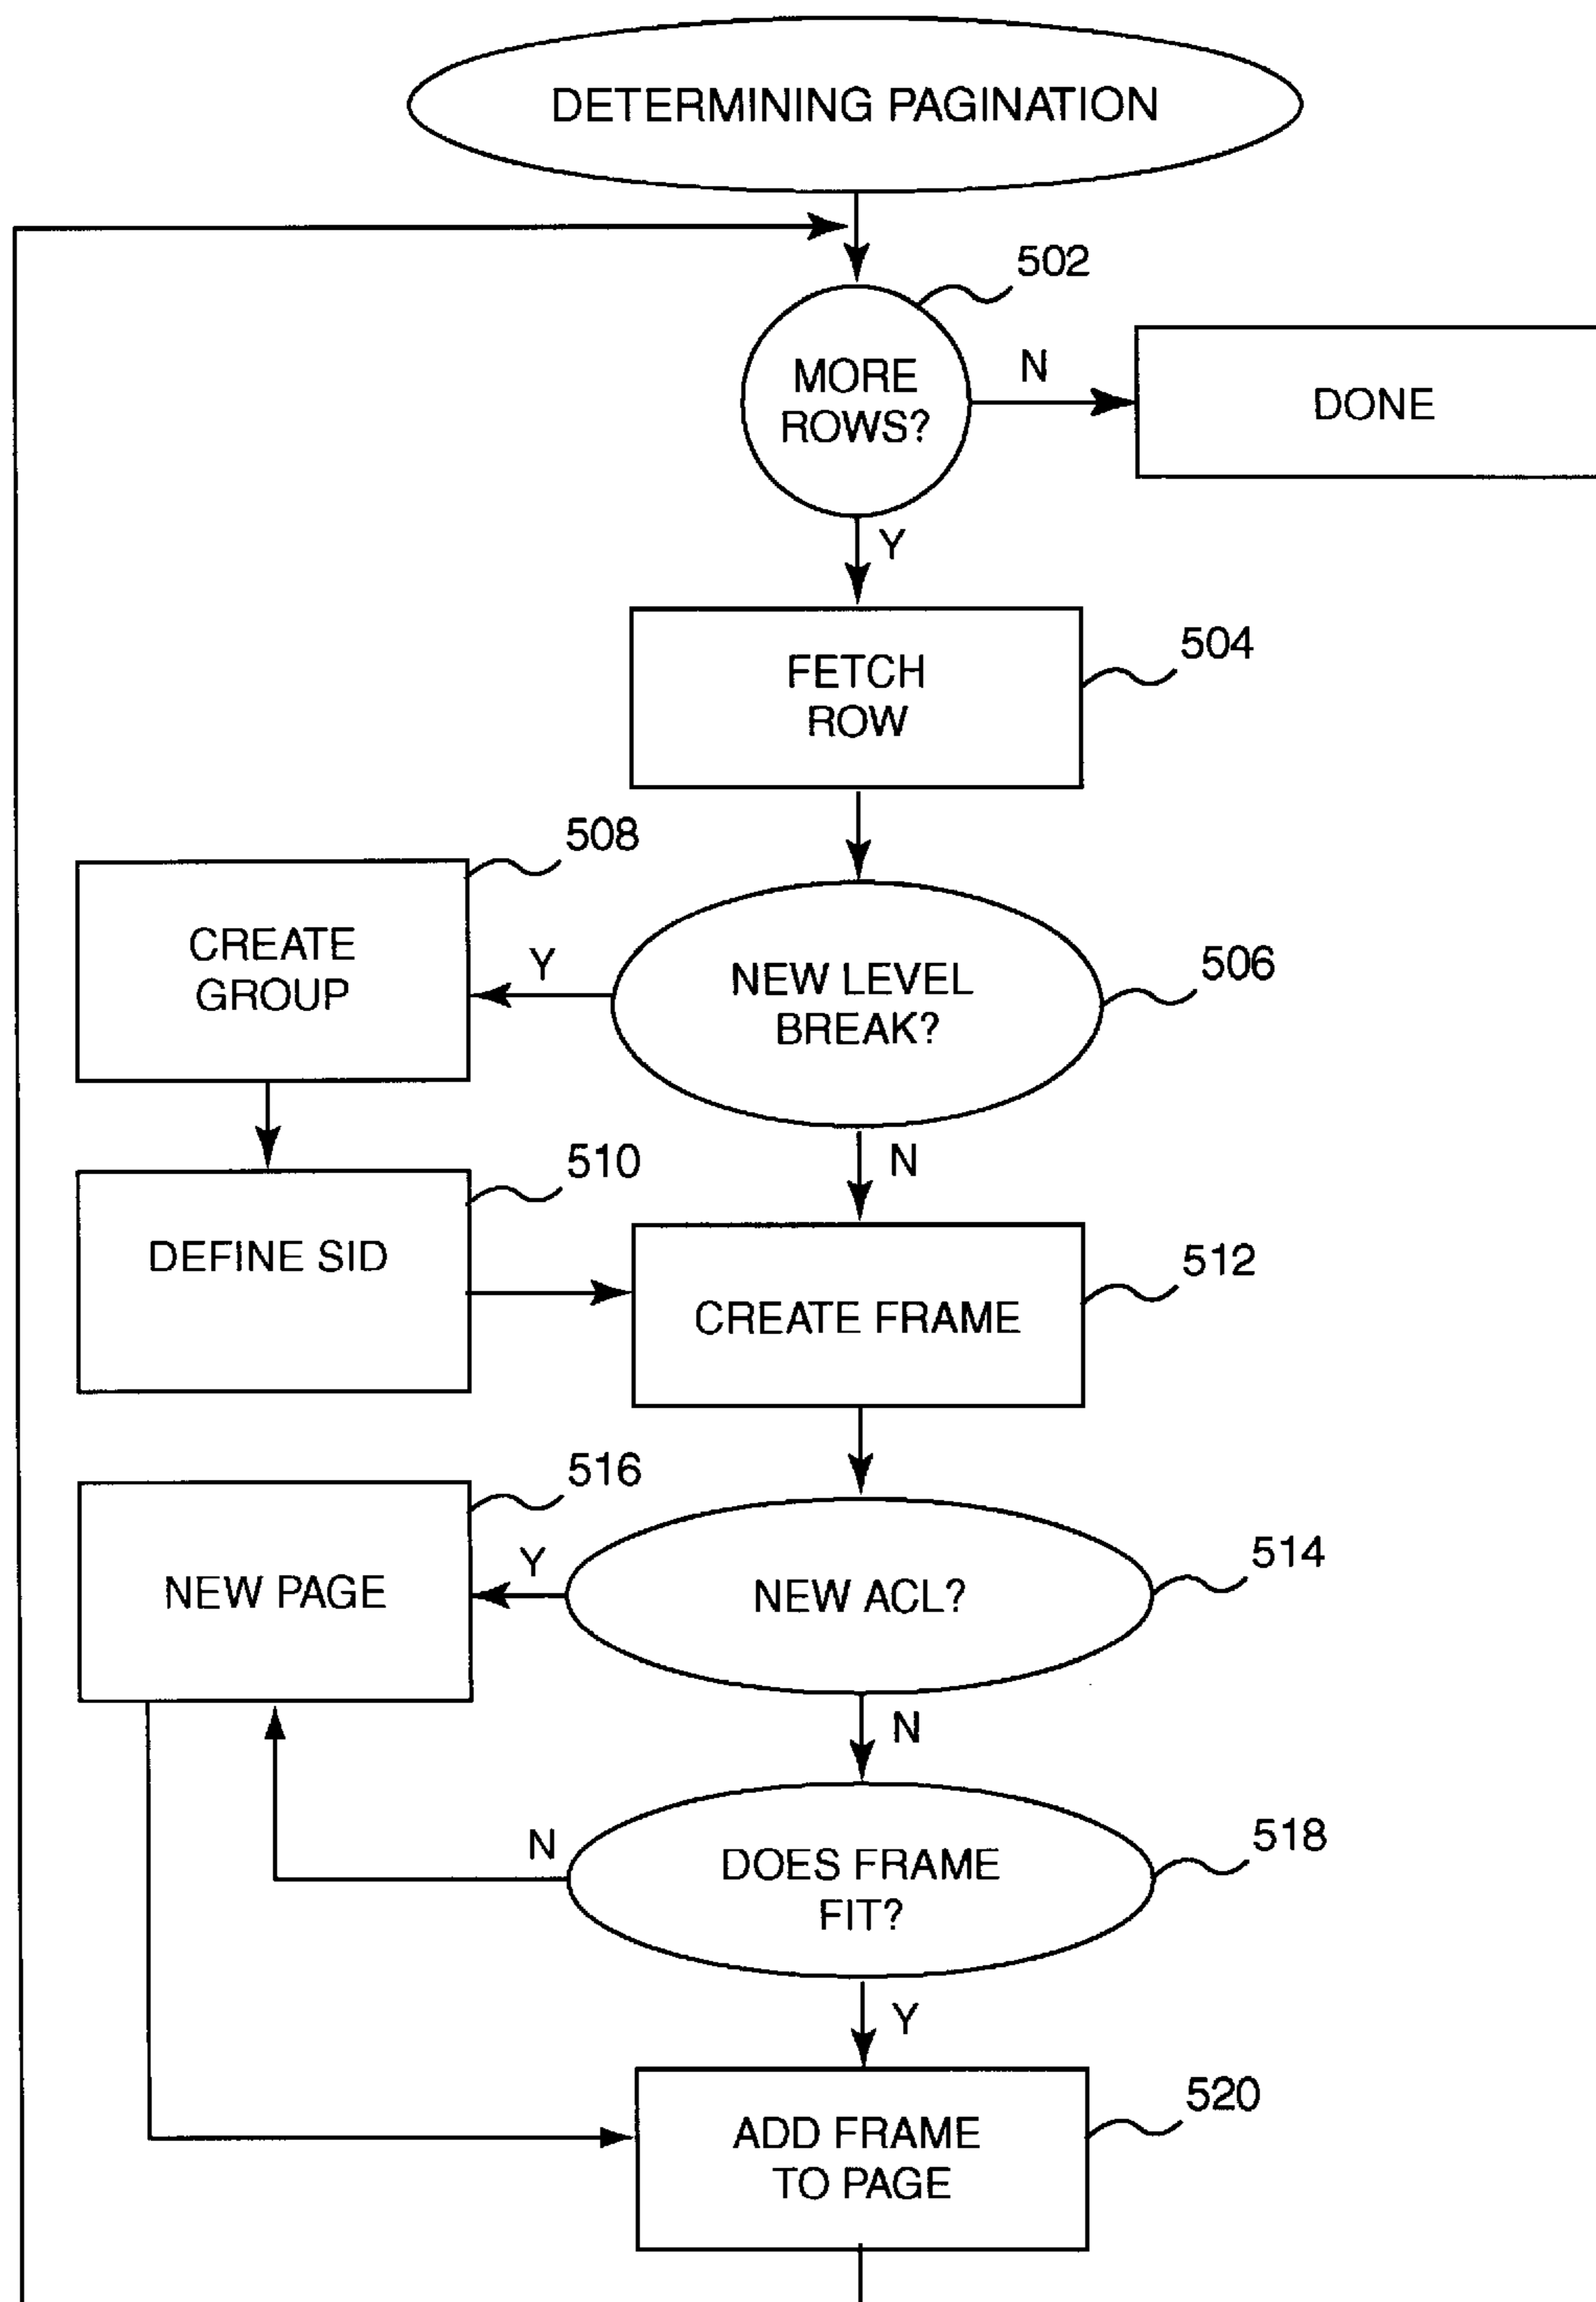 DETERMINING PAGINATION
502
MORE
ROWS?
N
DONE
Y
504
FETCH
ROW
508
CREATE
GROUP
Y
NEW LEVEL
BREAK?
506
N
510
DEFINE SID
512
CREATE FRAME
516
NEW PAGE
Y
NEW ACL?
514
N
N
DOES FRAME
FIT?
518
Y
520
ADD FRAME
TO PAGE